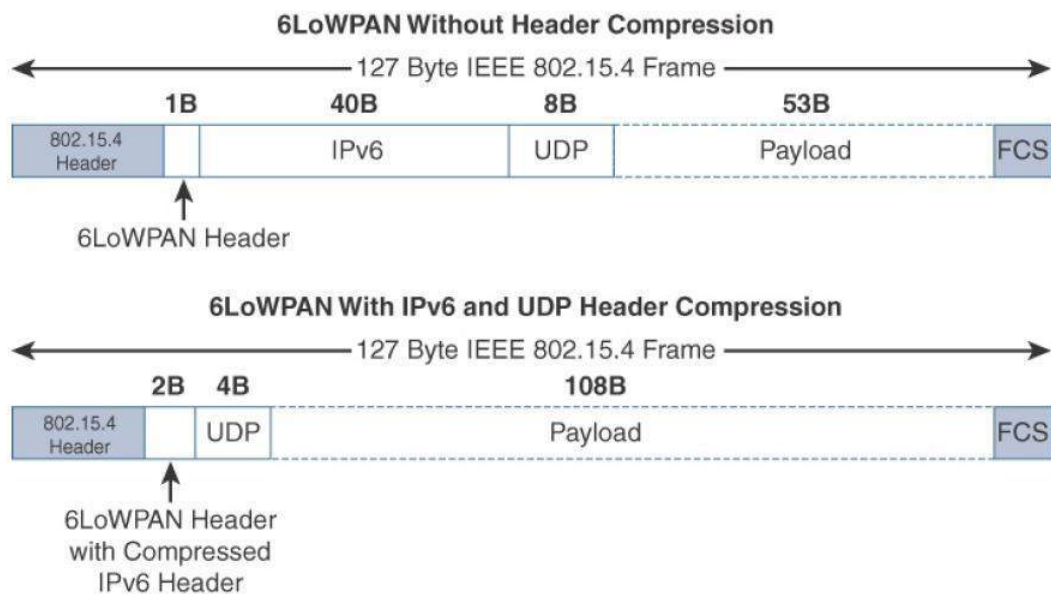 6LoWPAN Without Header Compression
127 Byte IEEE 802.15.4 Frame
1B 40B 8B 53B
802.15.4
Header
IPv6 UDP Payload FCS
6LoWPAN Header
6LoWPAN With IPv6 and UDP Header Compression
127 Byte IEEE 802.15.4 Frame
2B 4B 108B
802.15.4
Header
UDP Payload FCS
6LoWPAN Header
with Compressed
IPv6 Header